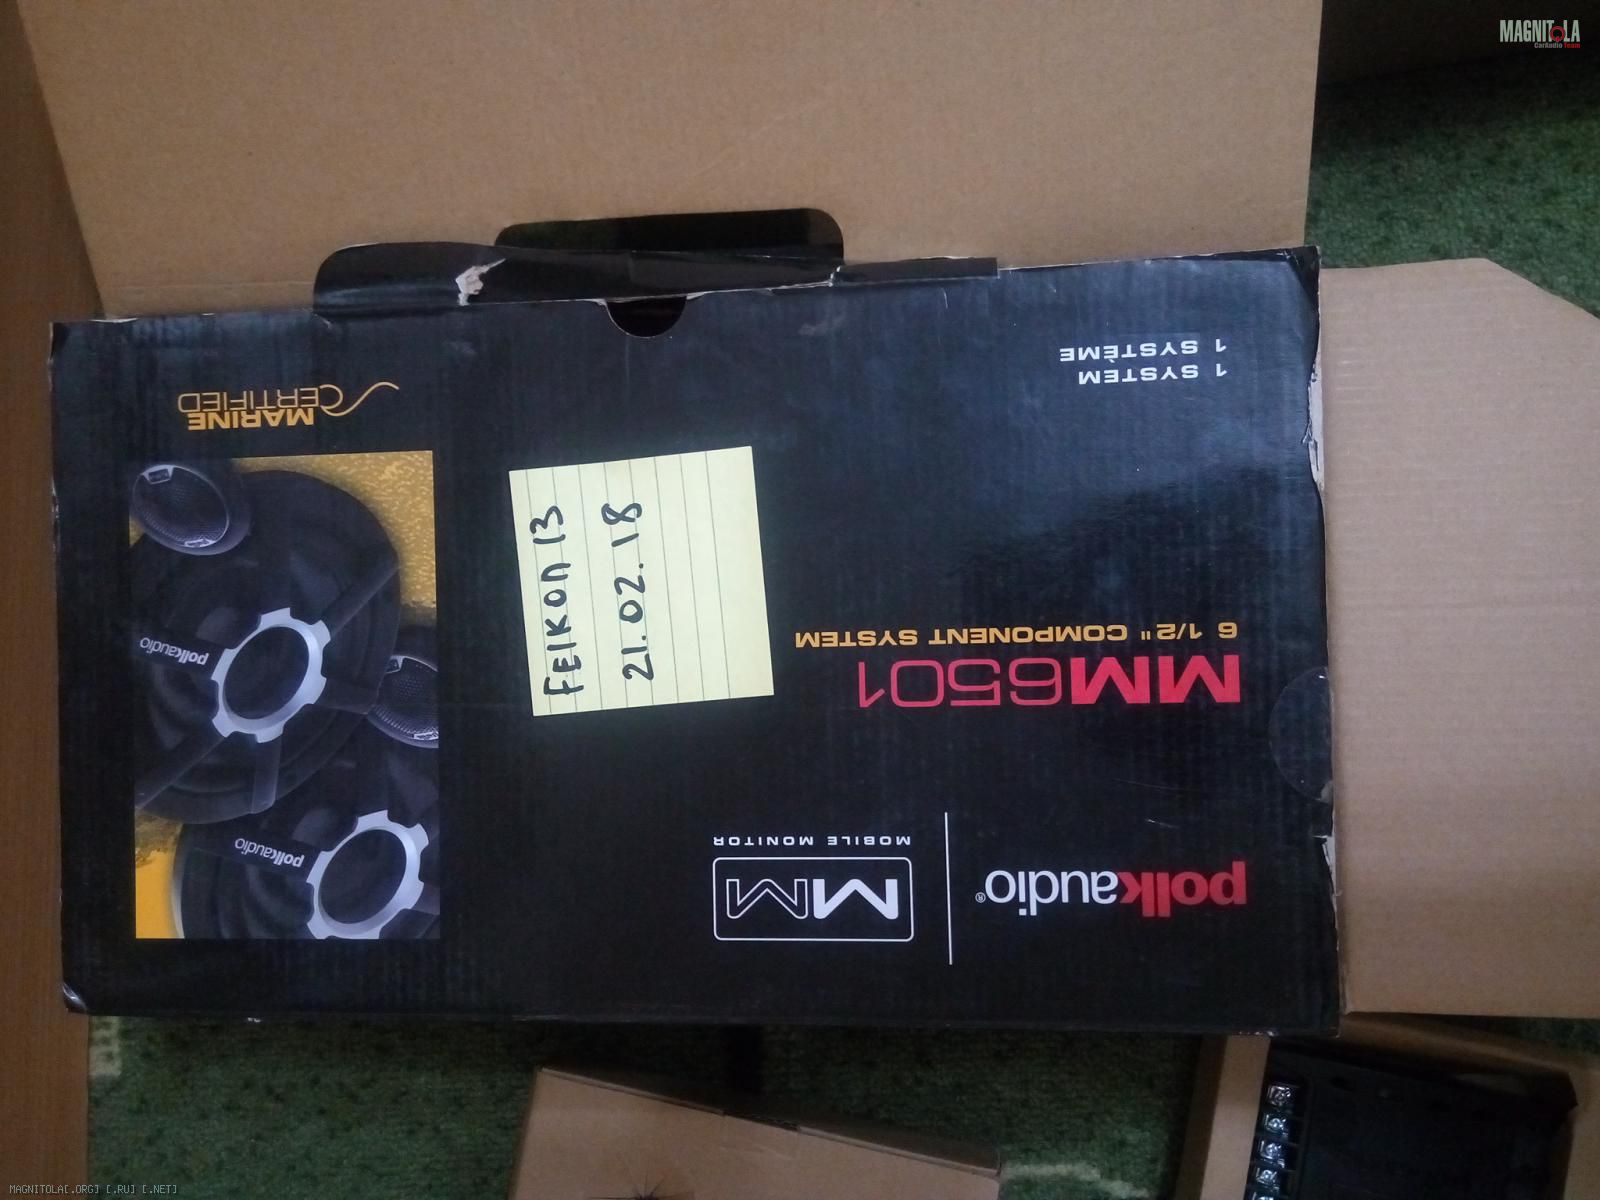 MAGNITOLA
CarAudio Team
1 SYSTEM
1 SYSTÈME
MARINE
CERTIFIED
Felkon 13
21.02.18
MM6501
6 1/2" COMPONENT SYSTEM
polkaudio
polkaudio
polkaudio®
MM
MOBILE MONITOR
MAGNITOLA[.ORG] [.RU] [.NET]